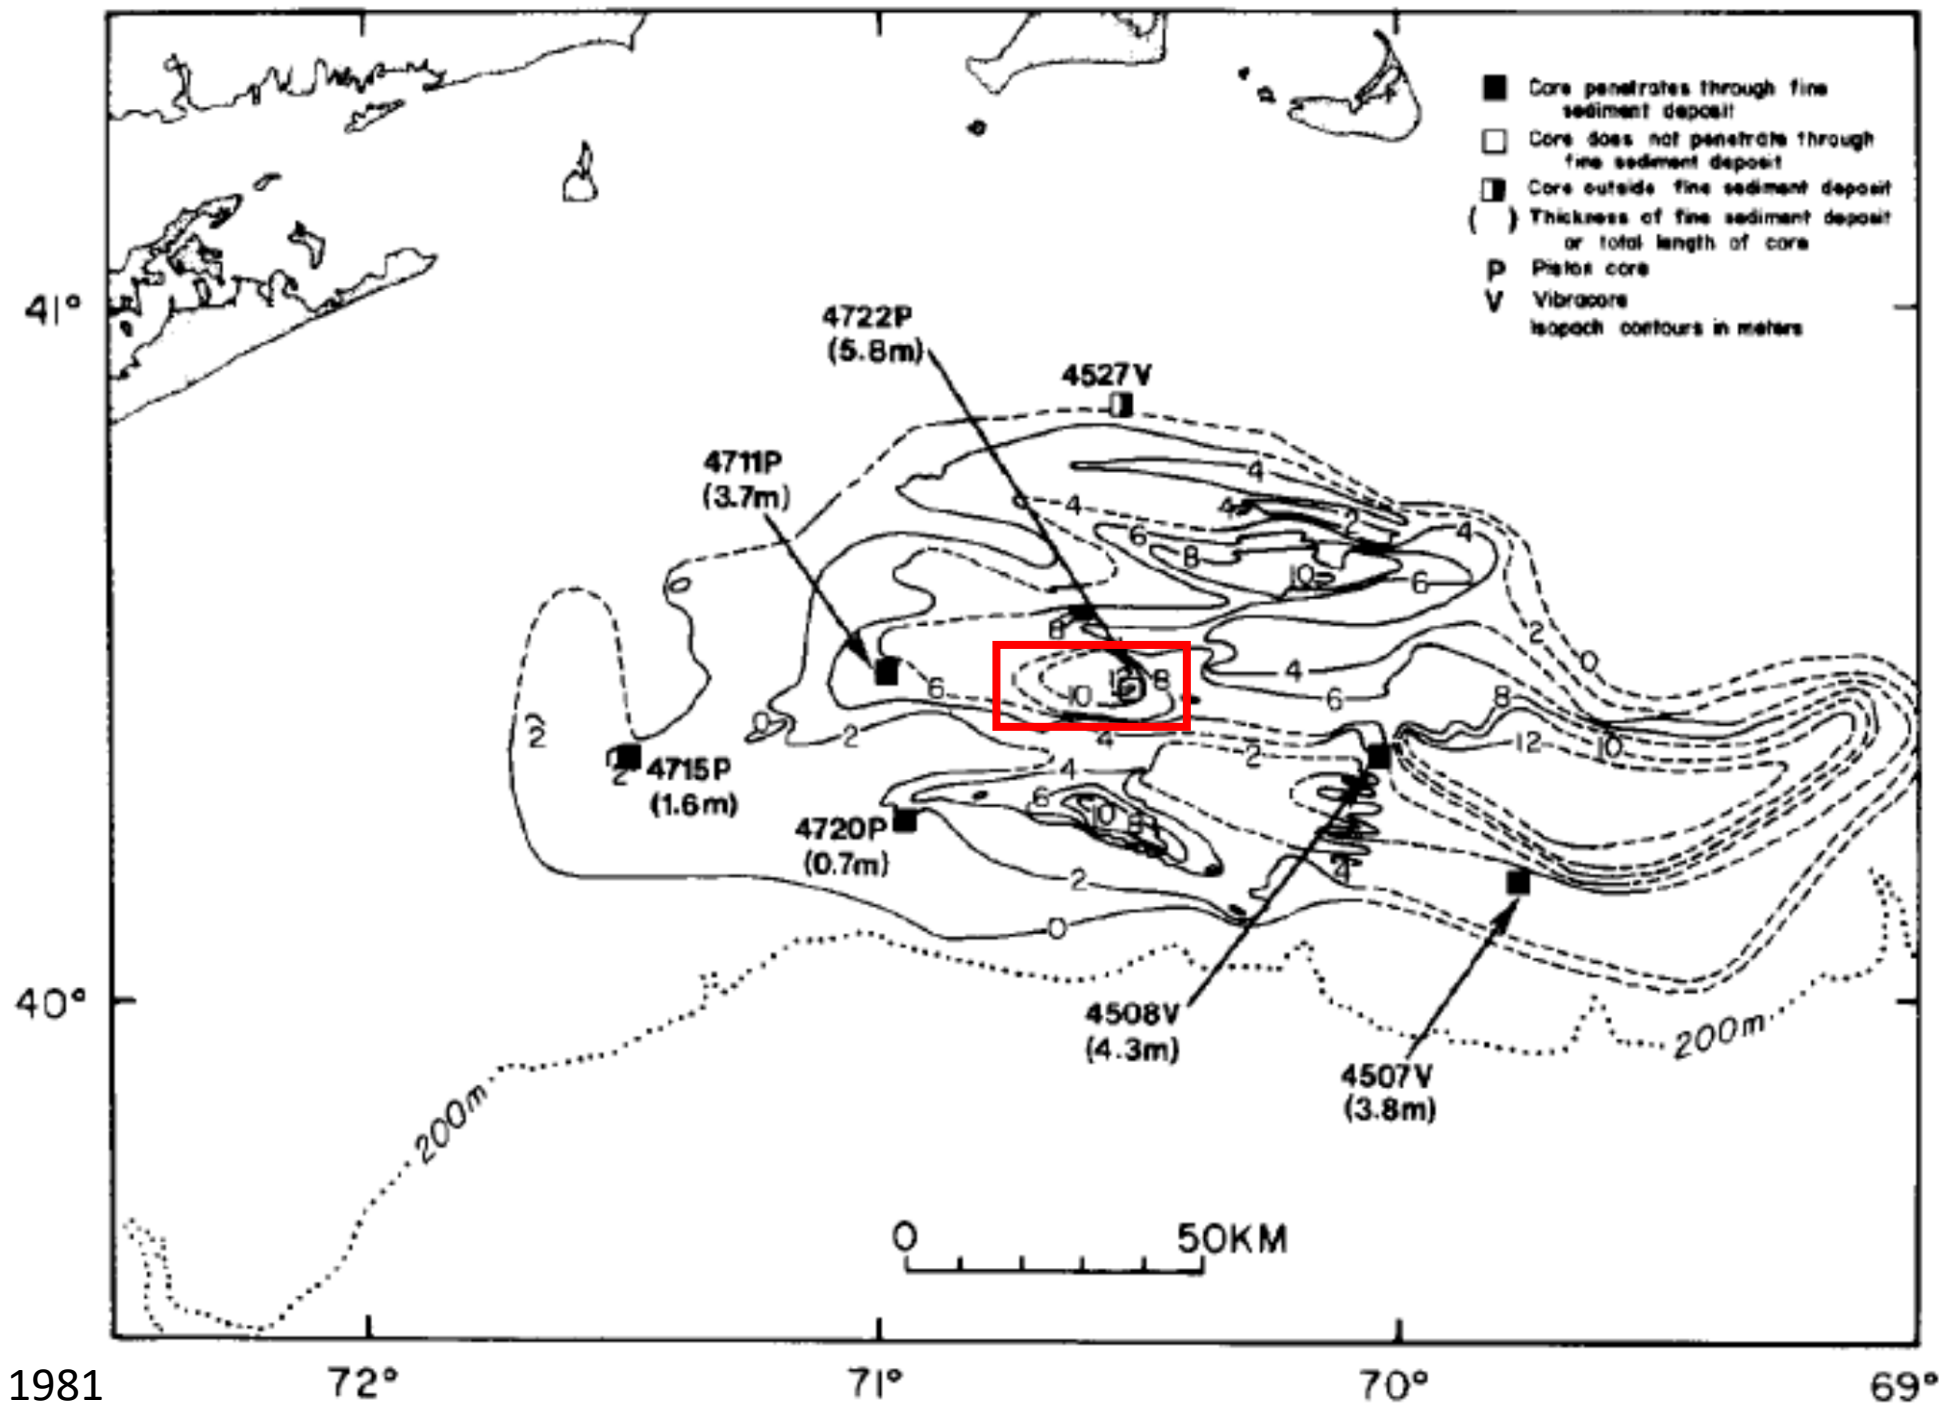 Core penetrates through fine
sediment deposit
Core does not penetrate through
fine sediment deposit
Core outside fine sediment deposit
( ) Thickness of fine sediment deposit
or total length of core
P Piston core
V Vibracore
Isopach contours in meters
41°
4722P
(5.8m)
4527V
4711P
(3.7m)
4
4
4
2
4
6
8
10
6
8
2
0
4
6
8
6
10
12
8
10
2
0
2
4
2
2
4715P
(1.6m)
4
6
10
4720P
(0.7m)
2
2
0
40°
4508V
(4.3m)
4507V
(3.8m)
200m
200m
0 50KM
72° 71° 70° 69°
1981